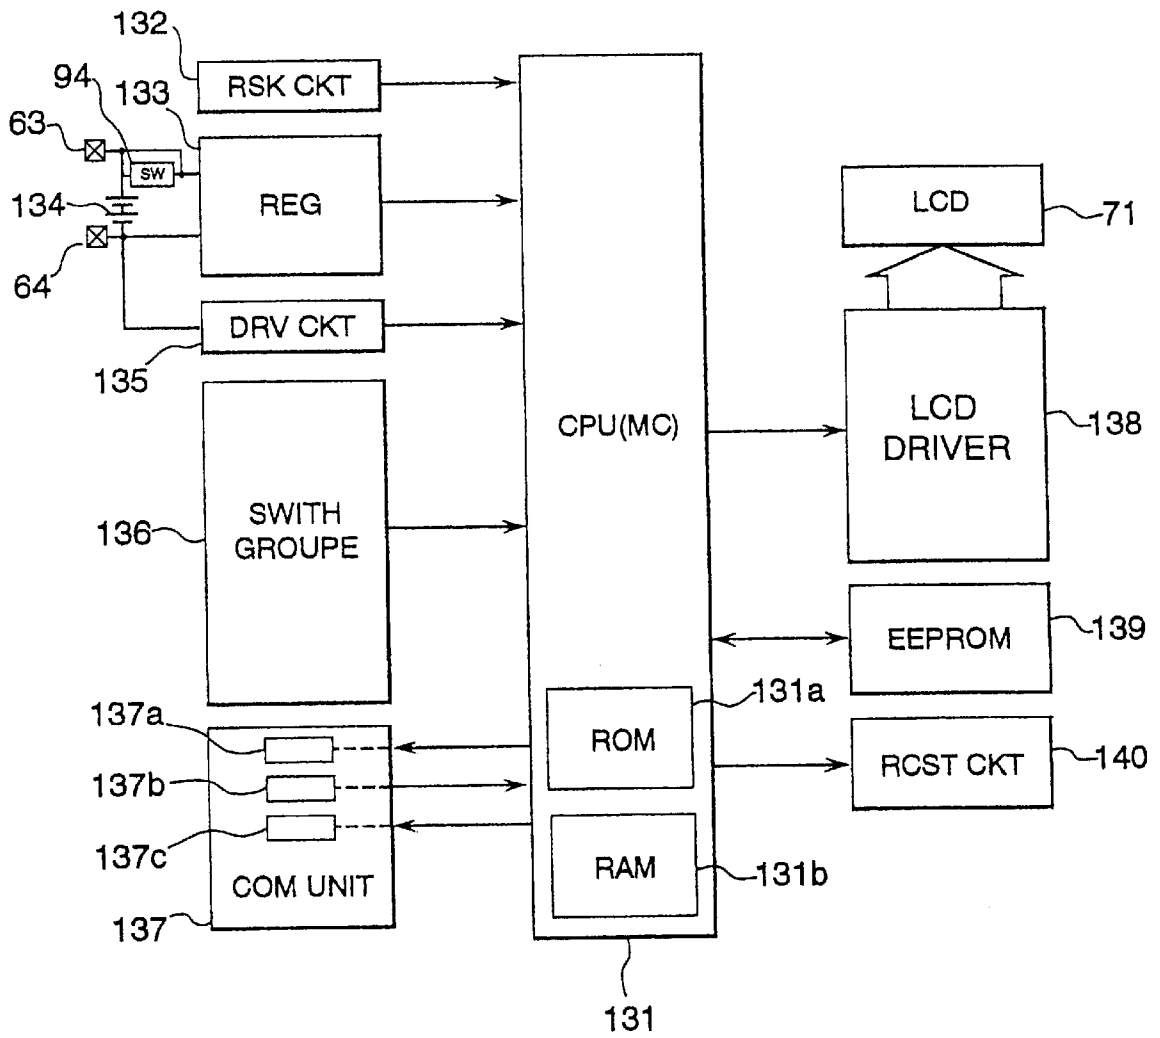 132
RSK CKT
94
133
63
SW
134
REG
64
DRV CKT
135
136
SWITH
GROUPE
137a
137b
137c
COM UNIT
137
CPU(MC)
ROM
131a
RAM
131b
131
LCD
71
LCD
DRIVER
138
EEPROM
139
RCST CKT
140